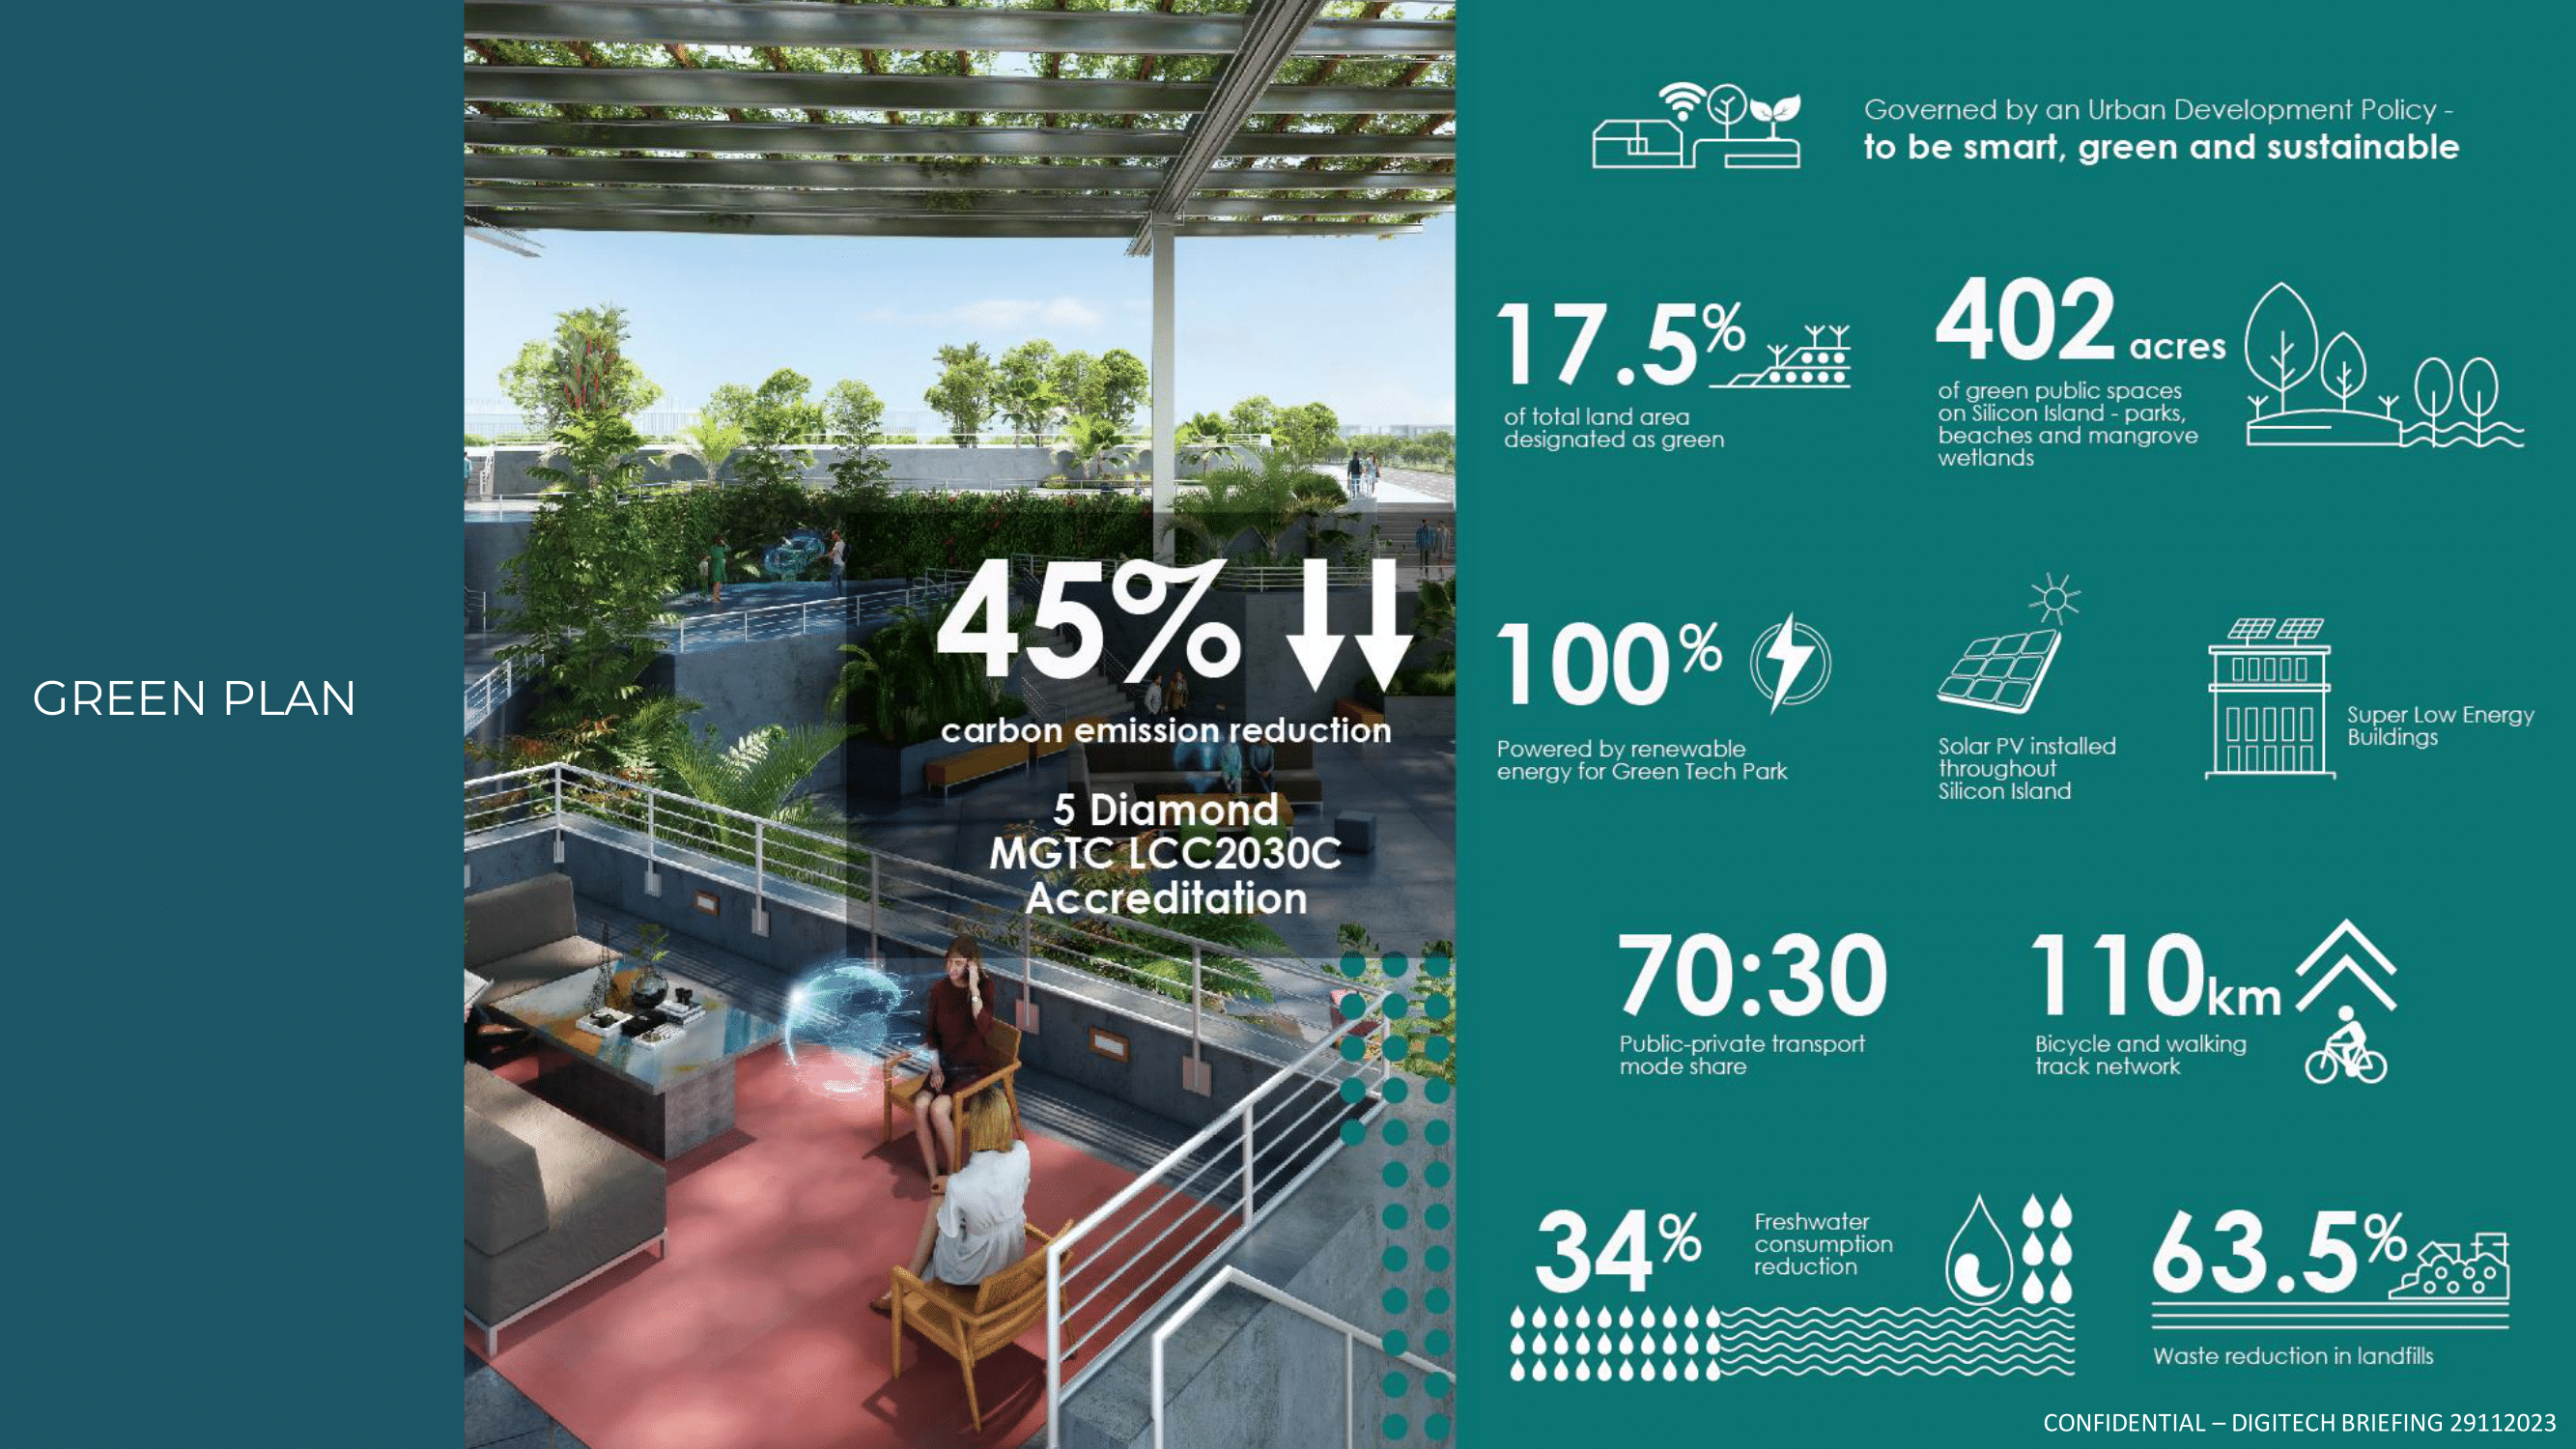 GREEN PLAN
45%
carbon emission reduction
5 Diamond
MGTC LCC2030C
Accreditation
Governed by an Urban Development Policy -
to be smart, green and sustainable
17.5%
of total land area
designated as green
402 acres
of green public spaces
on Silicon Island - parks,
beaches and mangrove
wetlands
100%
Powered by renewable
energy for Green Tech Park
Solar PV installed
throughout
Silicon Island
Super Low Energy
Buildings
70:30
Public-private transport
mode share
110km
Bicycle and walking
track network
34%
Freshwater
consumption
reduction
63.5%
Waste reduction in landfills
CONFIDENTIAL – DIGITECH BRIEFING 29112023